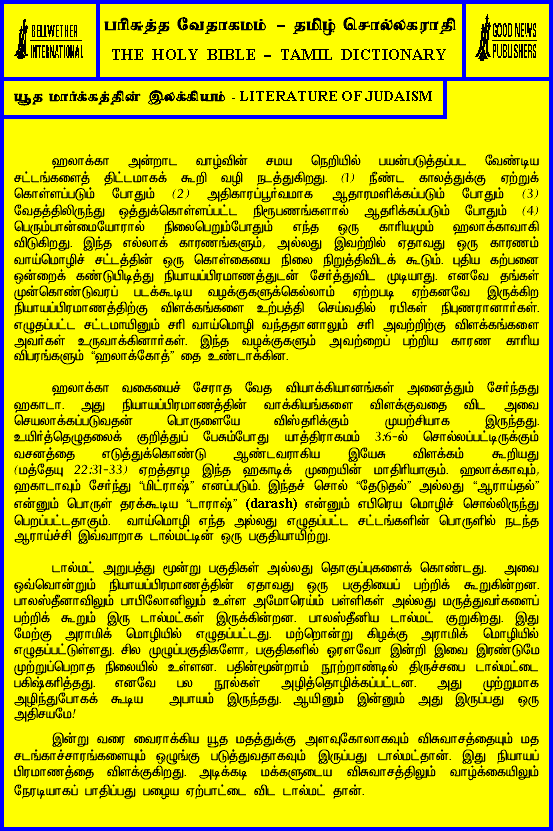 BELLWETHER
INTERNATIONAL
பரிசுத்த வேதாகமம் – தமிழ் சொல்லகராதி
THE HOLY BIBLE – TAMIL DICTIONARY
GOOD NEWS
PUBLISHERS
யூத மார்க்கத்தின் இலக்கியம் - LITERATURE OF JUDAISM
ஹலாக்கா அன்றாட வாழ்வின் சமய நெறியில் பயன்படுத்தப்பட வேண்டிய
சட்டங்களைத் திட்டமாகக் கூறி வழி நடத்துகிறது. (1) நீண்ட காலத்துக்கு ஏற்றுக்
கொள்ளப்படும் போதும் (2) அதிகாரப்பூர்வமாக ஆதாரமளிக்கப்படும் போதும் (3)
வேதத்திலிருந்து ஒத்துக்கொள்ளப்பட்ட நிரூபணங்களால் ஆதரிக்கப்படும் போதும் (4)
பெரும்பான்மையோரால் நிலைபெறும்போதும் எந்த ஒரு காரியமும் ஹலாக்காவாகி
விடுகிறது. இந்த எல்லாக் காரணங்களும், அல்லது இவற்றில் ஏதாவது ஒரு காரணம்
வாய்மொழிச் சட்டத்தின் ஒரு கொள்கையை நிலை நிறுத்திவிடக் கூடும். புதிய கற்பனை
ஒன்றைக் கண்டுபிடித்து நியாயப்பிரமாணத்துடன் சேர்த்துவிட முடியாது. எனவே தங்கள்
முன்கொண்டுவரப் படக்கூடிய வழக்குகளுக்கெல்லாம் ஏற்றபடி ஏற்கனவே இருக்கிற
நியாயப்பிரமாணத்திற்கு விளக்கங்களை உற்பத்தி செய்வதில் ரபிகள் நிபுணரானார்கள்.
எழுதப்பட்ட சட்டமாயினும் சரி வாய்மொழி வந்ததானாலும் சரி அவற்றிற்கு விளக்கங்களை
அவர்கள் உருவாக்கினார்கள். இந்த வழக்குகளும் அவற்றைப் பற்றிய காரண காரிய
விபரங்களும் “ஹலாக்கோத்” தை உண்டாக்கின.
ஹலாக்கா வகையைச் சேராத வேத வியாக்கியானங்கள் அனைத்தும் சேர்ந்தது
ஹகாடா. அது நியாயப்பிரமாணத்தின் வாக்கியங்களை விளக்குவதை விட அவை
செயலாக்கப்படுவதன் பொருளையே விஸ்தரிக்கும் முயற்சியாக இருந்தது.
உயிர்த்தெழுதலைக் குறித்துப் பேசும்போது யாத்திராகமம் 3:6-ல் சொல்லப்பட்டிருக்கும்
வசனத்தை எடுத்துக்கொண்டு ஆண்டவராகிய இயேசு விளக்கம் கூறியது
(மத்தேயு 22:31-33) ஏறத்தாழ இந்த ஹகாடிக் முறையின் மாதிரியாகும். ஹலாக்காவும்,
ஹகாடாவும் சேர்ந்து “மிட்ராஷ்” எனப்படும். இந்தச் சொல் “தேடுதல்” அல்லது “ஆராய்தல்”
என்னும் பொருள் தரக்கூடிய “டாராஷ்” (darash) என்னும் எபிரெய மொழிச் சொல்லிருந்து
பெறப்பட்டதாகும். வாய்மொழி எந்த அல்லது எழுதப்பட்ட சட்டங்களின் பொருளில் நடந்த
ஆராய்ச்சி இவ்வாறாக டால்மட்டின் ஒரு பகுதியாயிற்று.
டால்மட் அறுபத்து மூன்று பகுதிகள் அல்லது தொகுப்புகளைக் கொண்டது. அவை
ஒவ்வொன்றும் நியாயப்பிரமாணத்தின் ஏதாவது ஒரு பகுதியைப் பற்றிக் கூறுகின்றன.
பாலஸ்தீனாவிலும் பாபிலோனிலும் உள்ள அமோரெய்ம் பள்ளிகள் அல்லது மருத்துவர்களைப்
பற்றிக் கூறும் இரு டால்மட்கள் இருக்கின்றன. பாலஸ்தீனிய டால்மட் குறுகிறது. இது
மேற்கு அராமிக் மொழியில் எழுதப்பட்டது. மற்றொன்று கிழக்கு அராமிக் மொழியில்
எழுதப்பட்டுள்ளது. சில முழுப்பகுதிகளோ, பகுதிகளில் ஓரளவோ இன்றி இவை இரண்டுமே
முற்றுப்பெறாத நிலையில் உள்ளன. பதின்மூன்றாம் நூற்றாண்டில் திருச்சபை டால்மட்டை
பகிஷ்கரித்தது. எனவே பல நூல்கள் அழித்தொழிக்கப்பட்டன. அது முற்றுமாக
அழிந்துபோகக் கூடிய அபாயம் இருந்தது. ஆயினும் இன்னும் அது இருப்பது ஒரு
அதிசயமே!
இன்று வரை வைராக்கிய யூத மதத்துக்கு அளவுகோலாகவும் விசுவாசத்தையும் மத
சடங்காச்சாரங்களையும் ஒழுங்கு படுத்துவதாகவும் இருப்பது டால்மட்தான். இது நியாயப்
பிரமாணத்தை விளக்குகிறது. அடிக்கடி மக்களுடைய விசுவாசத்திலும் வாழ்க்கையிலும்
நேரடியாகப் பாதிப்பது பழைய ஏற்பாட்டை விட டால்மட் தான்.